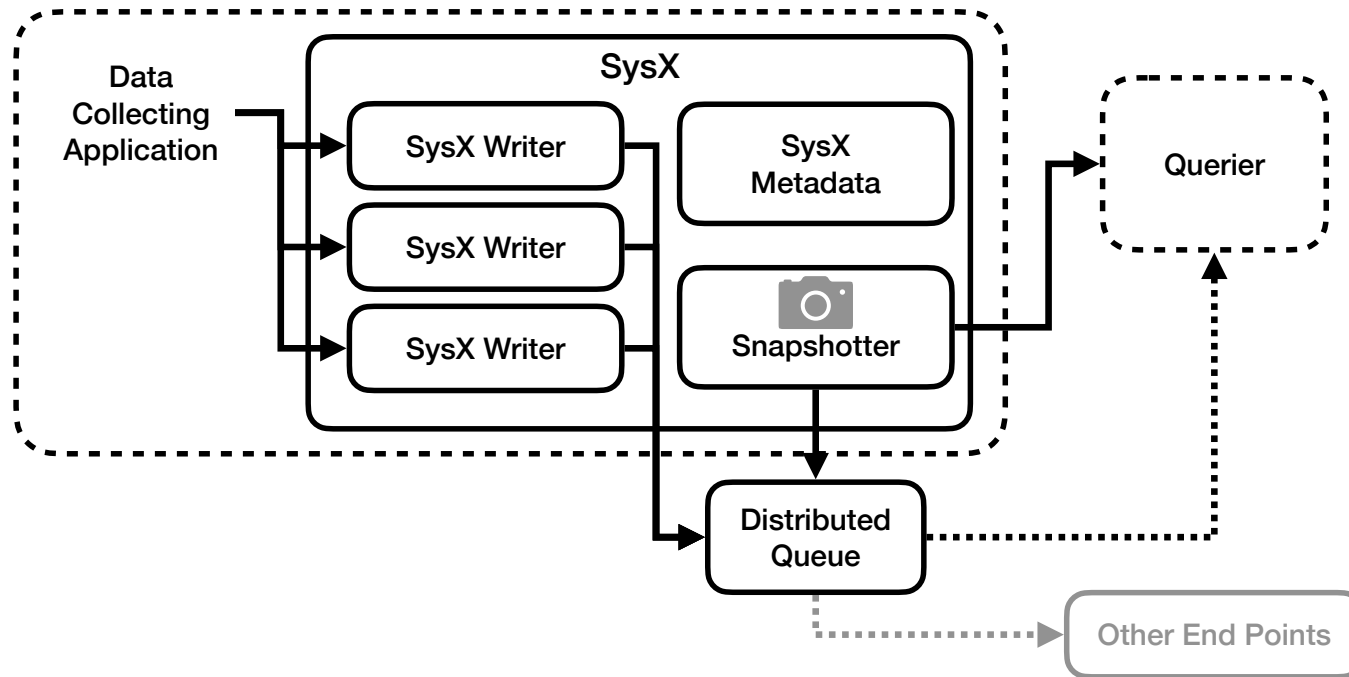 Data
Collecting
Application
SysX
SysX Writer
SysX Writer
SysX Writer
SysX
Metadata
Snapshotter
Querier
Distributed
Queue
Other End Points